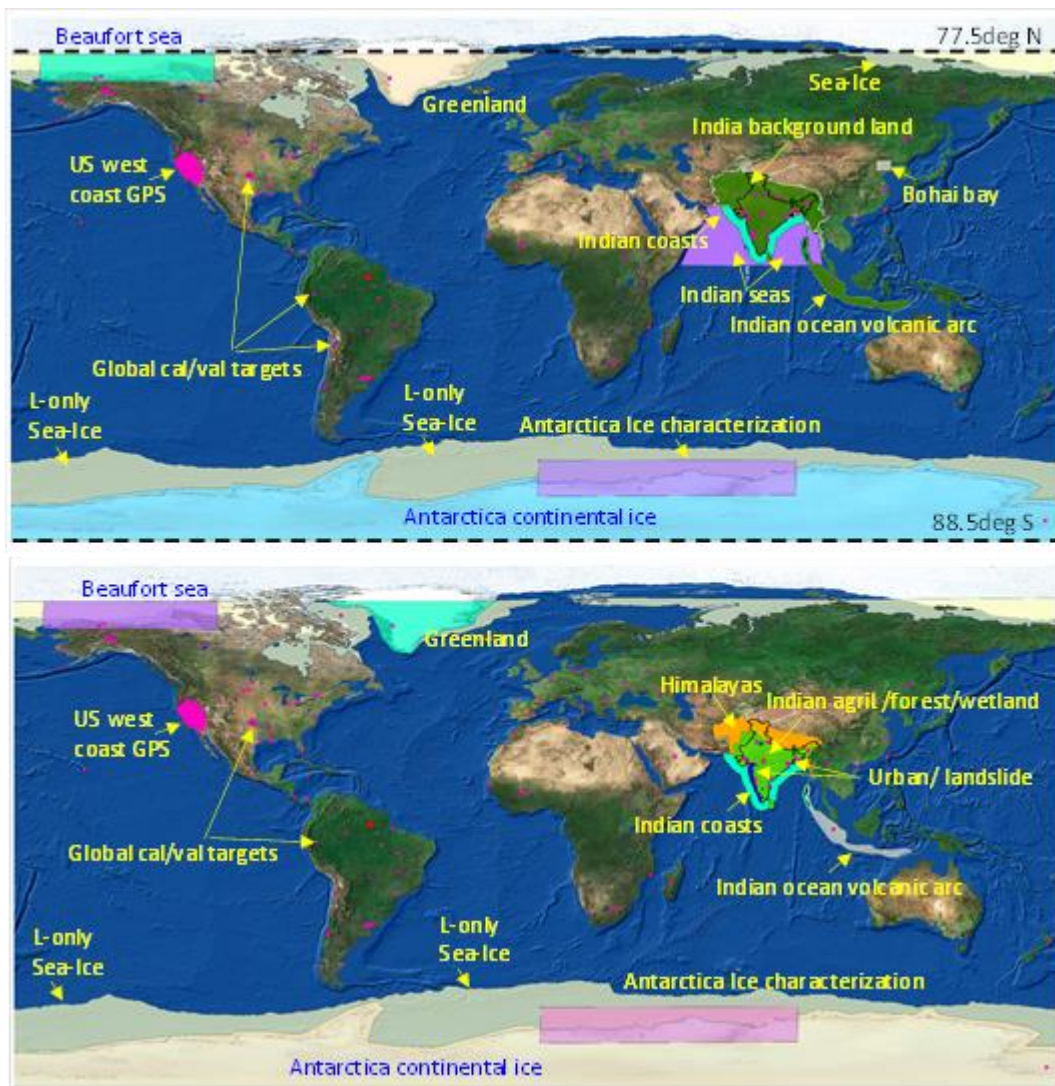 Beaufort sea
77.5deg N
Sea-Ice
Greenland
India background land
US west
coast GPS
Bohai bay
Indian coasts
Indian seas
Indian ocean volcanic arc
Global cal/val targets
L-only
Sea-Ice
L-only
Sea-Ice
Antarctica Ice characterization
Antarctica continental ice
88.5deg S
Beaufort sea
Greenland
Himalayas
Indian agril /forest/wetland
US west
coast GPS
Urban/ landslide
Indian coasts
Global cal/val targets
Indian ocean volcanic arc
L-only
Sea-Ice
L-only
Sea-Ice
Antarctica Ice characterization
Antarctica continental ice